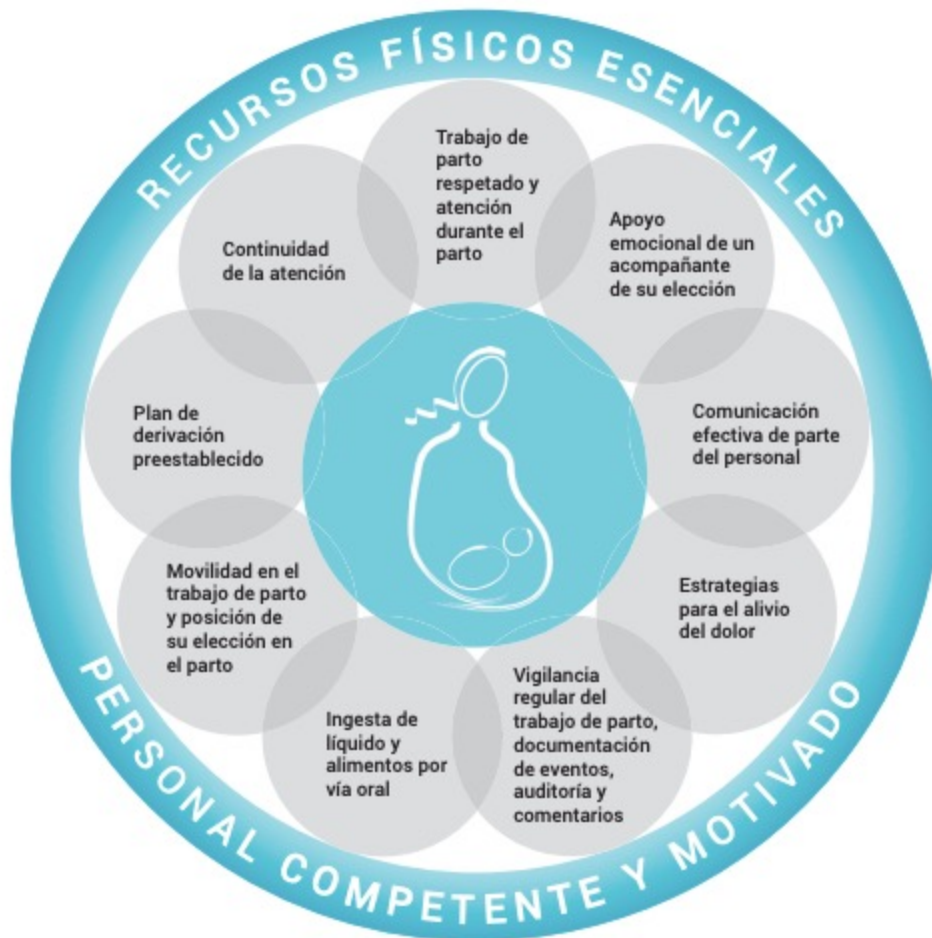 RECURSOS FÍSICOS ESENCIALES
Trabajo de
parto
respetado y
atención
durante el
parto
Apoyo
emocional de un
acompañante
de su elección
Comunicación
efectiva de parte
del personal
Estrategias
para el alivio
del dolor
Vigilancia
regular del
trabajo de parto,
documentación
de eventos,
auditoría y
comentarios
Ingesta de
líquido y
alimentos por
vía oral
Movilidad en el
trabajo de parto
y posición de
su elección en
el parto
Plan de
derivación
preestablecido
Continuidad
de la atención
PERSONAL COMPETENTE Y MOTIVADO